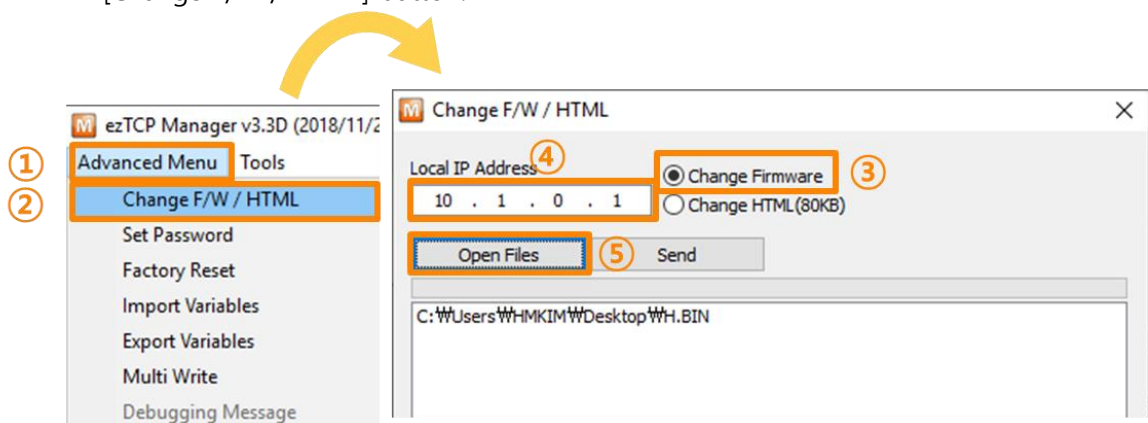 ezTCP Manager v3.3D (2018/11/2
① Advanced Menu Tools
② Change F/W / HTML
Set Password
Factory Reset
Import Variables
Export Variables
Multi Write
Debugging Message
Change F/W / HTML
Local IP Address ④
10 . 1 . 0 . 1
Change Firmware ③
Change HTML(80KB)
Open Files ⑤ Send
C:₩Users₩HMKIM₩Desktop₩H.BIN